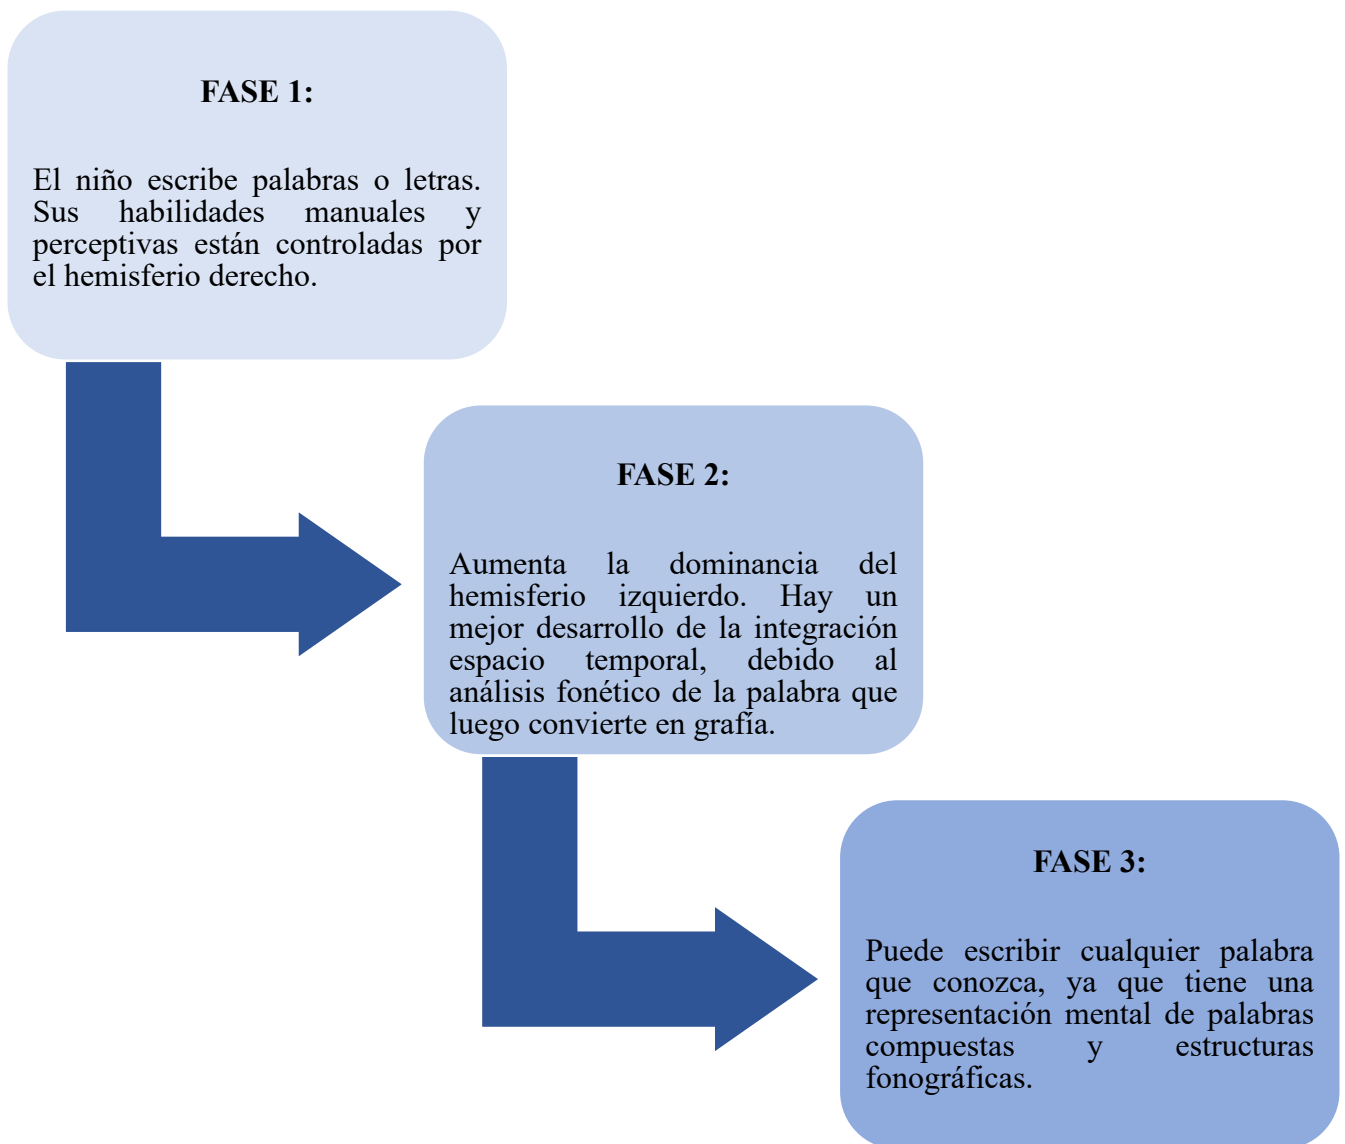 FASE 1:
El niño escribe palabras o letras.
Sus habilidades manuales y
perceptivas están controladas por
el hemisferio derecho.
FASE 2:
Aumenta la dominancia del
hemisferio izquierdo. Hay un
mejor desarrollo de la integración
espacio temporal, debido al
análisis fonético de la palabra que
luego convierte en grafía.
FASE 3:
Puede escribir cualquier palabra
que conozca, ya que tiene una
representación mental de palabras
compuestas y estructuras
fonográficas.